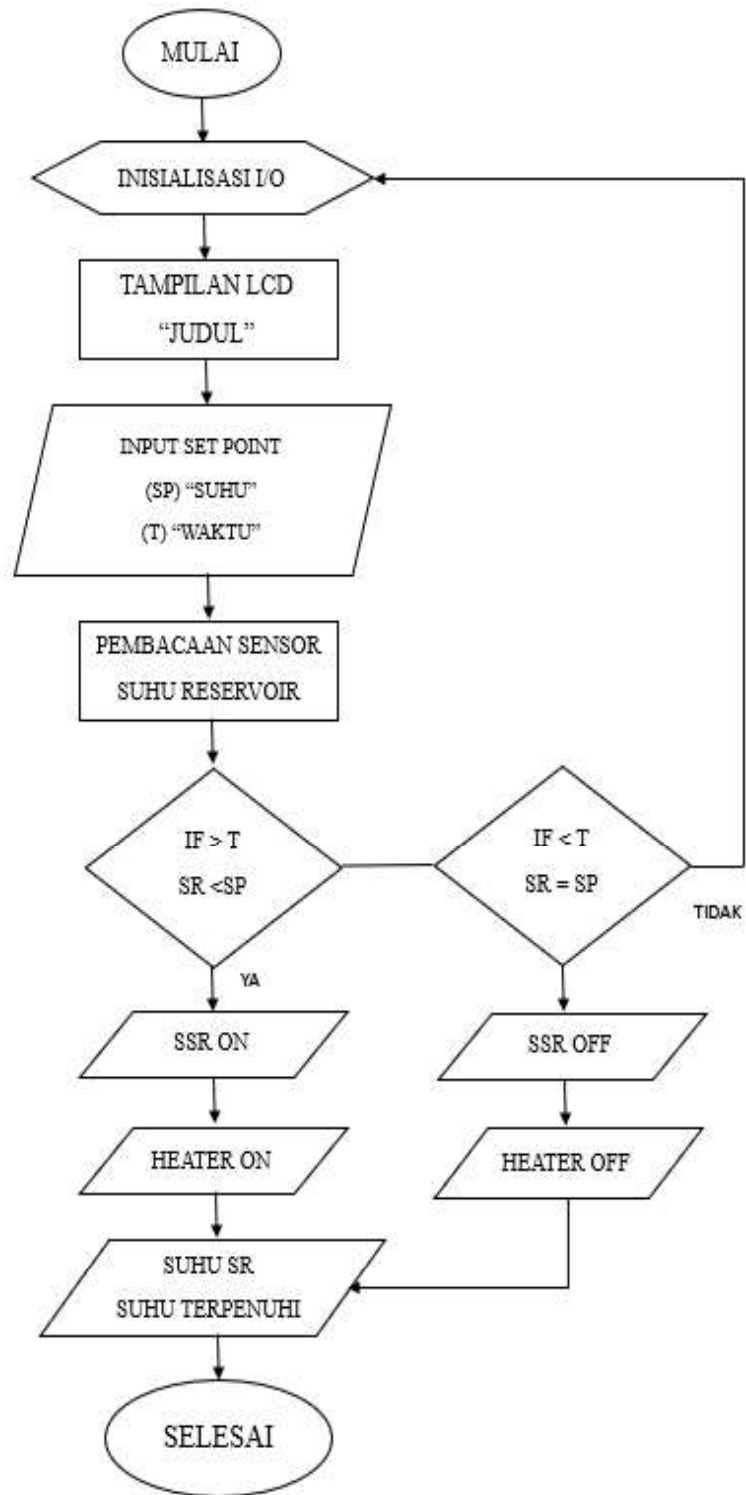 MULAI
INISIALISASI I/O
TAMPILAN LCD
“JUDUL”
INPUT SET POINT
(SP) “SUHU”
(T) “WAKTU”
PEMBACAAN SENSOR
SUHU RESERVOIR
IF > T
SR <SP
IF < T
SR = SP
TIDAK
YA
SSR ON
SSR OFF
HEATER ON
HEATER OFF
SUHU SR
SUHU TERPENUHI
SELESAI